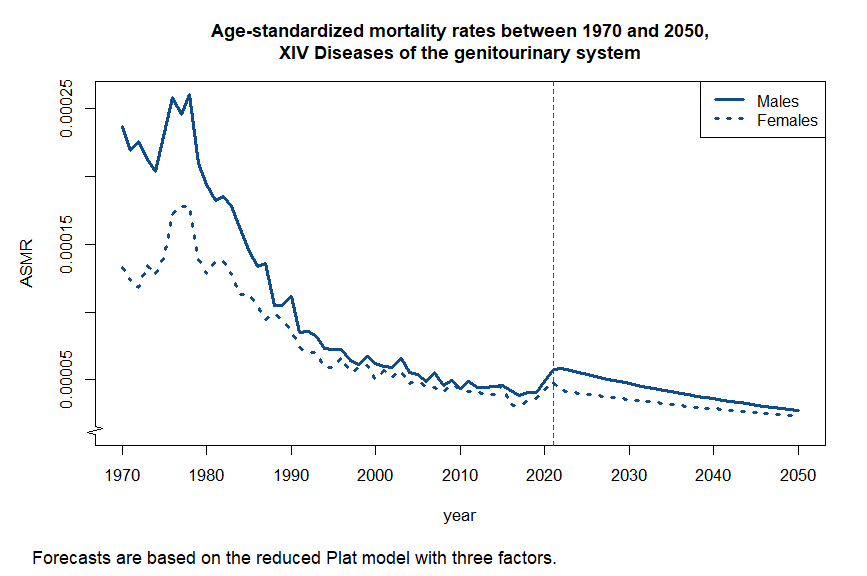 Age-standardized mortality rates between 1970 and 2050,
XIV Diseases of the genitourinary system
Males
Females
0.00025
0.00015
0.00005
ASMR
1970 1980 1990 2000 2010 2020 2030 2040 2050
year
Forecasts are based on the reduced Plat model with three factors.